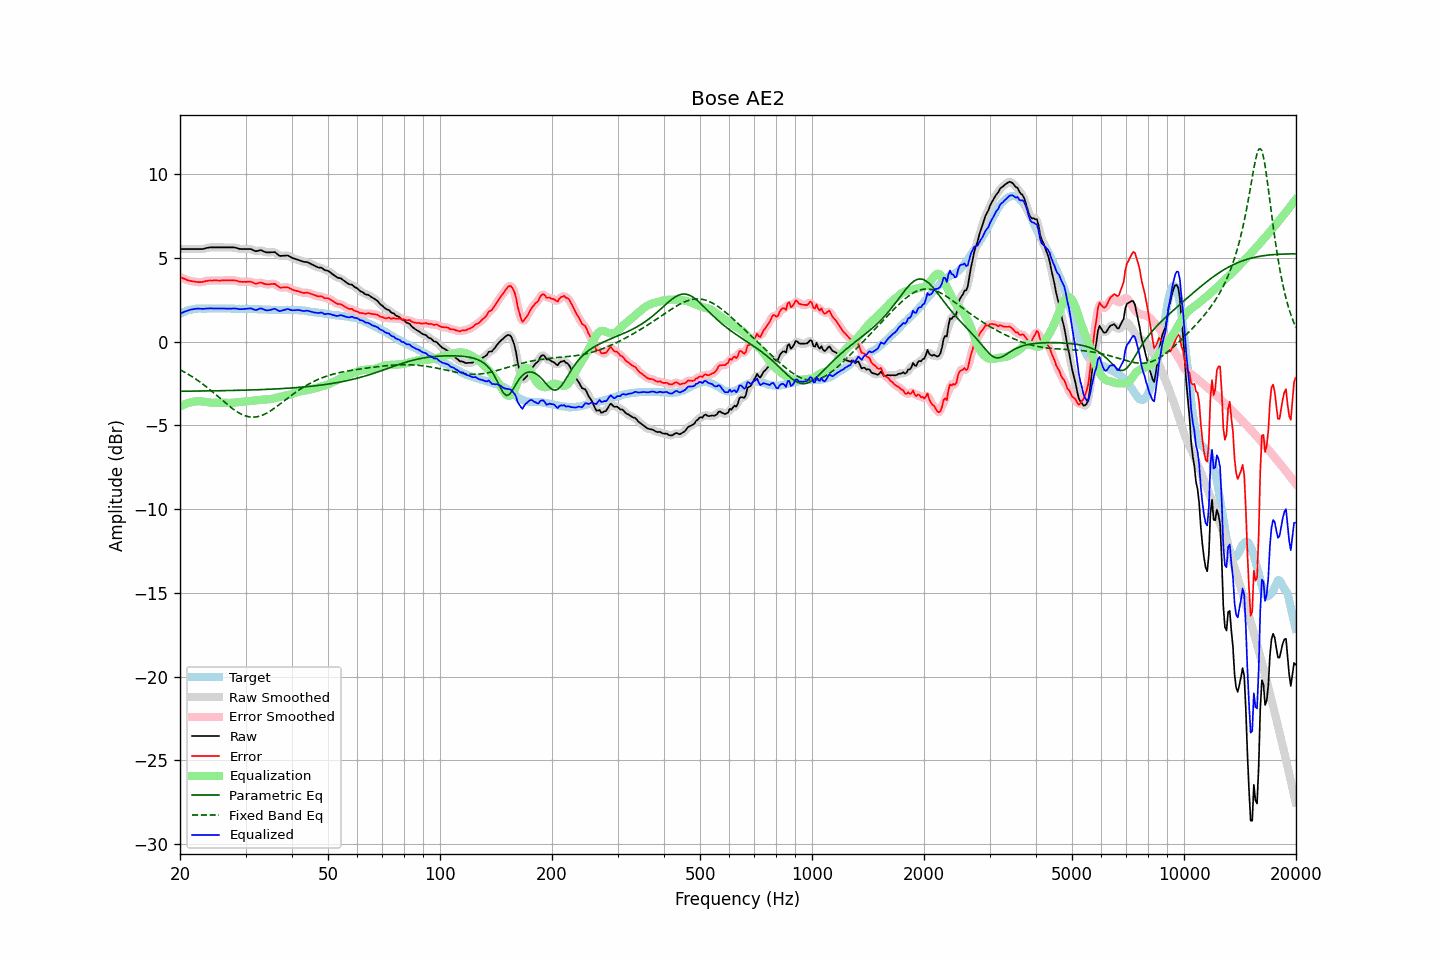 Bose AE2
10
5
0
−5
−10
−15
−20
−25
−30
Amplitude (dBr)
Target
Raw Smoothed
Error Smoothed
Raw
Error
Equalization
Parametric Eq
Fixed Band Eq
Equalized
20 50 100 200 500 1000 2000 5000 10000 20000
Frequency (Hz)